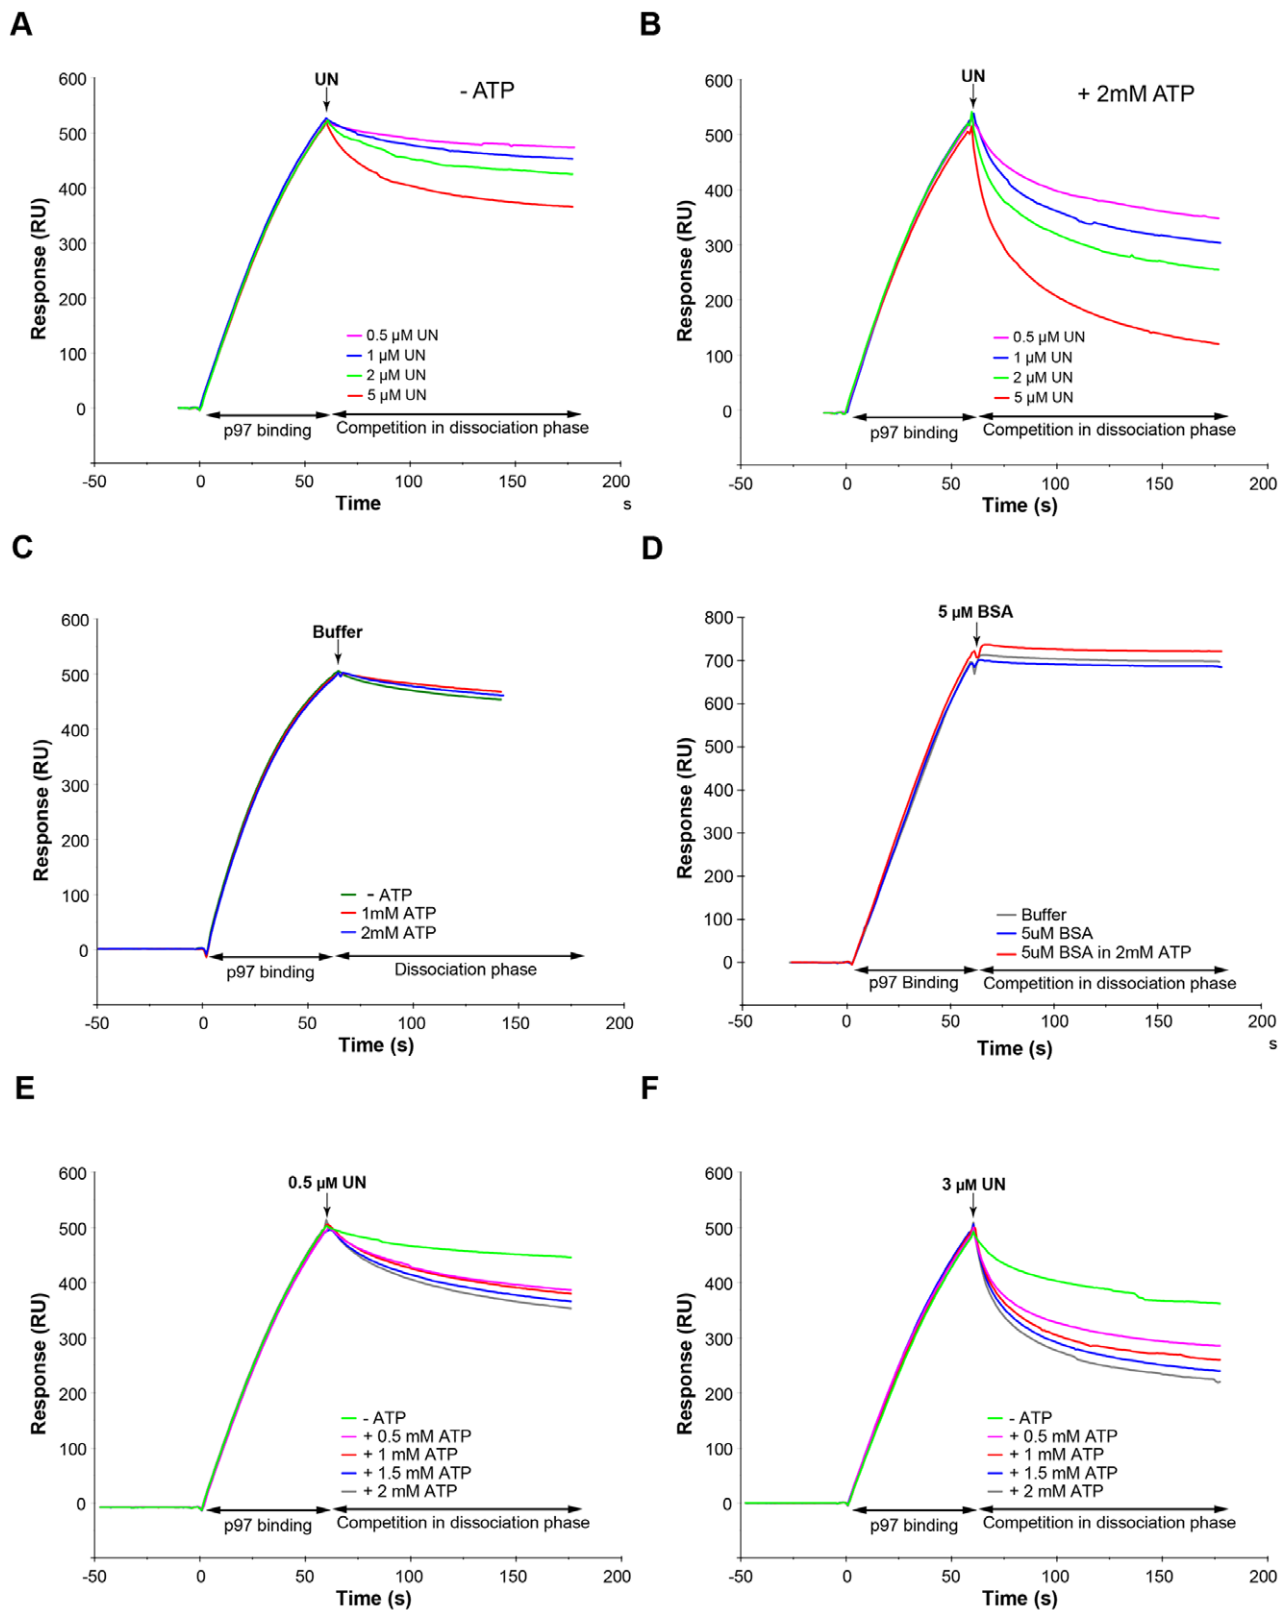 A
UN
- ATP
600
500
400
300
200
100
0
Response (RU)
0.5 µM UN
1 µM UN
2 µM UN
5 µM UN
p97 binding
Competition in dissociation phase
-50
0
50
100
150
200
Time
s
B
UN
+ 2mM ATP
600
500
400
300
200
100
0
Response (RU)
0.5 µM UN
1 µM UN
2 µM UN
5 µM UN
p97 binding
Competition in dissociation phase
-50
0
50
100
150
200
Time (s)
C
Buffer
600
500
400
300
200
100
0
Response (RU)
- ATP
1mM ATP
2mM ATP
p97 binding
Dissociation phase
-50
0
50
100
150
200
Time (s)
D
5 µM BSA
800
700
600
500
400
300
200
100
0
Response (RU)
Buffer
5uM BSA
5uM BSA in 2mM ATP
p97 Binding
Competition in dissociation phase
-50
0
50
100
150
200
Time (s)
s
E
0.5 µM UN
600
500
400
300
200
100
0
Response (RU)
- ATP
+ 0.5 mM ATP
+ 1 mM ATP
+ 1.5 mM ATP
+ 2 mM ATP
p97 binding
Competition in dissociation phase
-50
0
50
100
150
200
Time (s)
F
3 µM UN
600
500
400
300
200
100
0
Response (RU)
- ATP
+ 0.5 mM ATP
+ 1 mM ATP
+ 1.5 mM ATP
+ 2 mM ATP
p97 binding
Competition in dissociation phase
-50
0
50
100
150
200
Time (s)